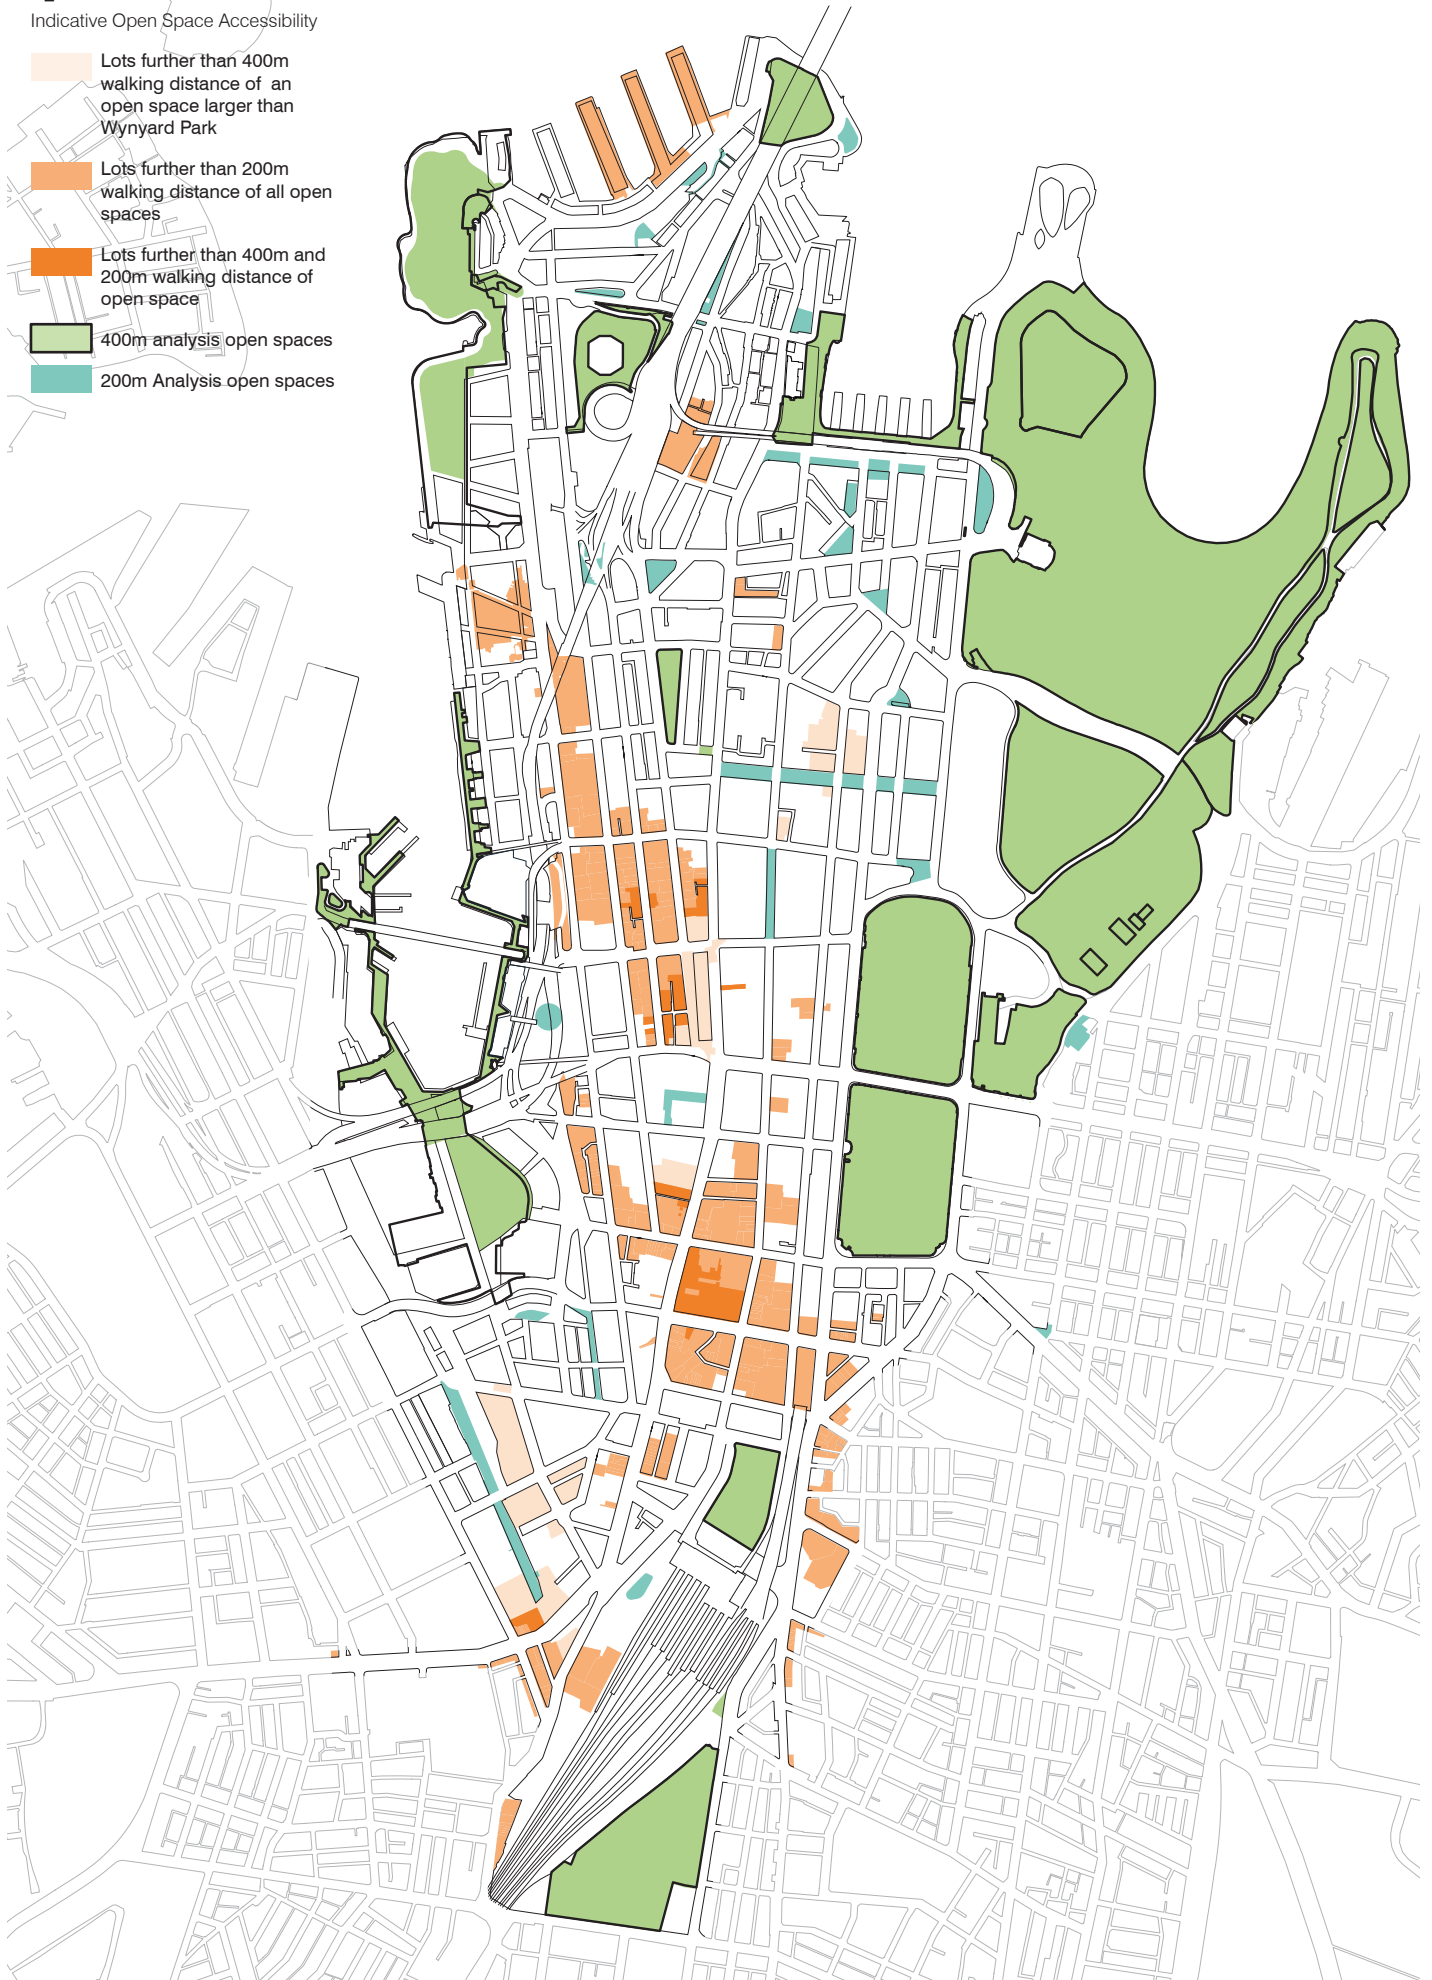 Indicative Open Space Accessibility
Lots further than 400m
walking distance of an
open space larger than
Wynyard Park
Lots further than 200m
walking distance of all open
spaces
Lots further than 400m and
200m walking distance of
open space
400m analysis open spaces
200m Analysis open spaces